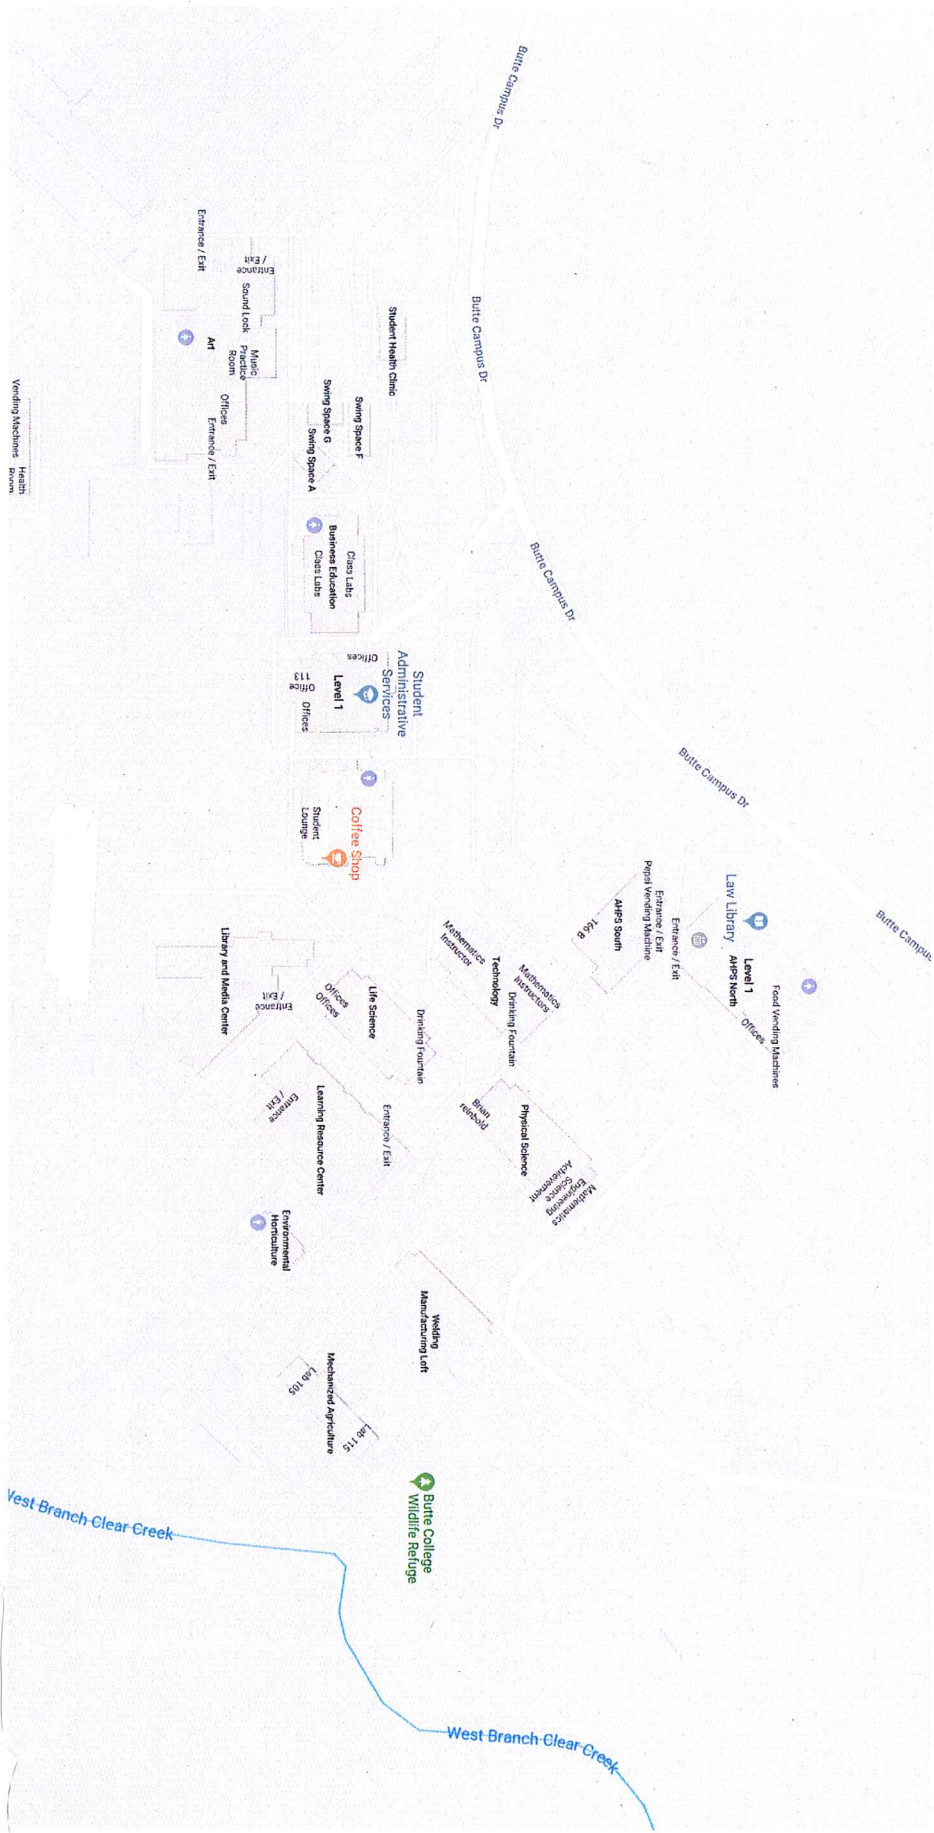 Butte Campus Dr
Butte Campus Dr
Butte Campus Dr
Butte Campus Dr
Butte Campus
Entrance / Exit
Entrance
/ Exit
Sound Lock
Art
Music
Practice
Room
Offices
Entrance / Exit
Vending Machines
Health
Room
Student Health Clinic
Swing Space G
Swing Space F
Swing Space A
Class Labs
Business Education
Class Labs
Offices
Student
Administrative
Services
Level 1
Office
113
Offices
Coffee Shop
Student
Lounge
Law Library
Level 1
AHPS North
Food Vending Machines
Offices
Entrance / Exit
Entrance / Exit
Pepsi Vending Machine
AHPS South
166 B
Mathematics
Instructor
Technology
Mathematics
Instructors
Drinking Fountain
Library and Media Center
Entrance
/ Exit
Offices
Offices
Life Science
Drinking Fountain
Brian
reinbold
Physical Science
Mathematics
Engineering
Science
Achievement
Entrance
/ Exit
Learning Resource Center
Entrance / Exit
Environmental
Horticulture
Welding
Manufacturing Loft
Lab 105
Mechanized Agriculture
Lab 115
Butte College
Wildlife Refuge
West Branch Clear Creek
West Branch Clear Creek